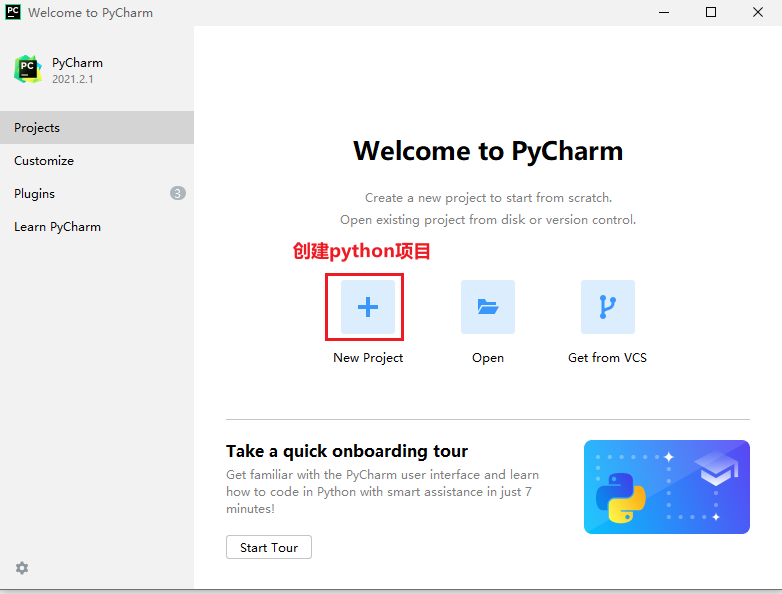 Welcome to PyCharm
PyCharm
2021.2.1
Projects
Customize
Plugins 3
Learn PyCharm
Welcome to PyCharm
Create a new project to start from scratch.
Open existing project from disk or version control.
创建python项目
New Project Open Get from VCS
Take a quick onboarding tour
Get familiar with the PyCharm user interface and learn
how to code in Python with smart assistance in just 7
minutes!
Start Tour